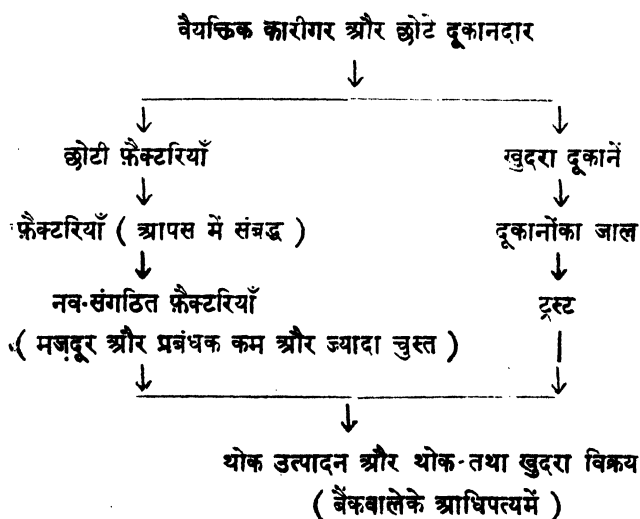 वैयक्तिक कारीगर और छोटे दूकानदार
छोटी फ़ैक्टरियाँ खुदरा दूकानें
फ़ैक्टरियाँ ( आपस में संबद्ध ) दूकानोंका जाल
नव-संगठित फ़ैक्टरियाँ ट्रस्ट
( मज़दूर और प्रबंधक कम और ज्यादा चुस्त )
थोक उत्पादन और थोक-तथा खुदरा विक्रय
( बैंकवालेके आधिपत्यमें )